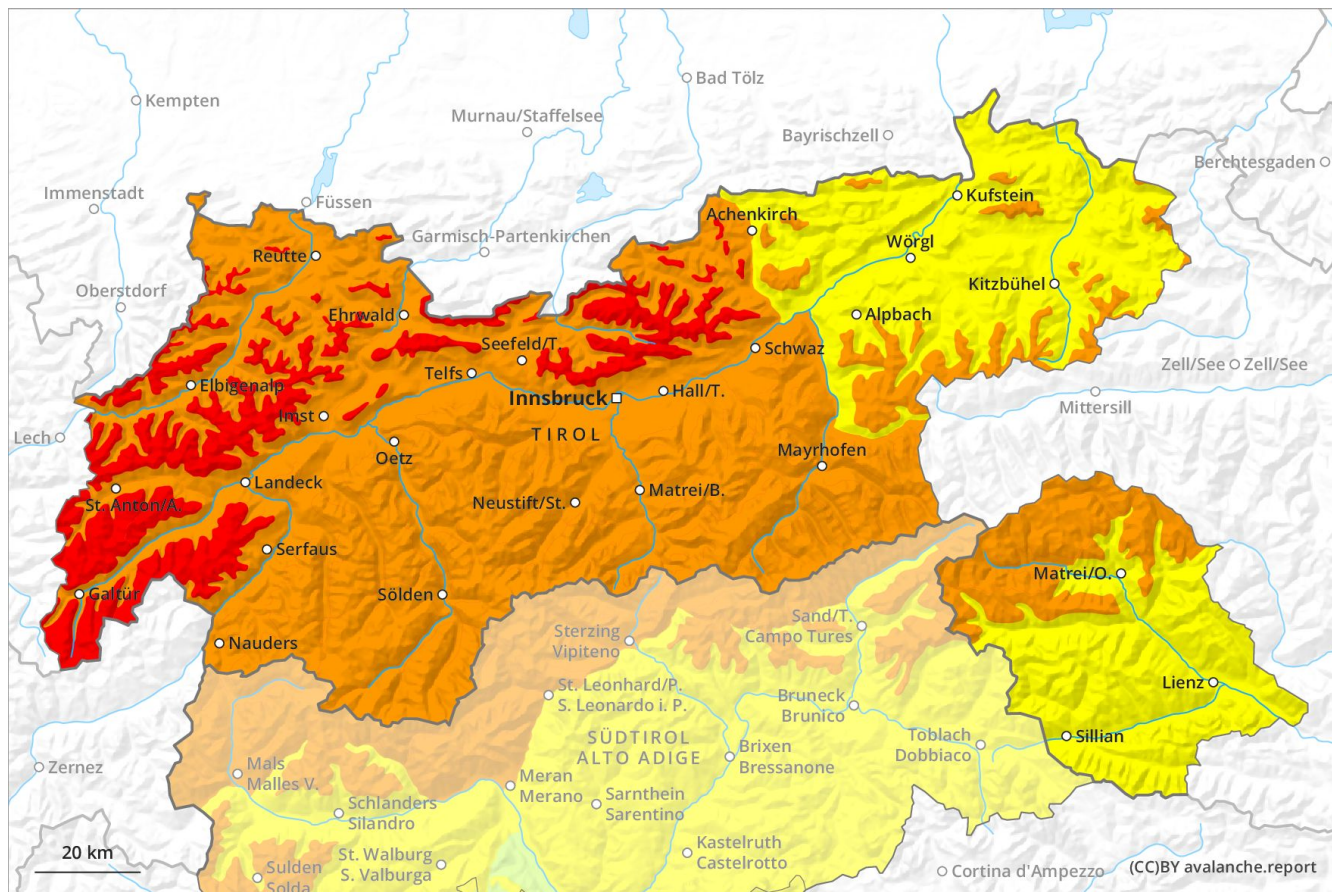 Kempten
Bad Tölz
Murnau/Staffelsee
Bayrischzell
Berchtesgaden
Immenstadt
Füssen
Kufstein
Achenkirch
Garmisch-Partenkirchen
Wörgl
Reutte
Kitzbühel
Oberstdorf
Ehrwald
Alpbach
Seefeld/T.
Schwaz
Zell/See
Zell/See
Telfs
Elbigenalp
Hall/T.
Innsbruck
Mittersill
Imst
Lech
TIROL
Mayrhofen
Oetz
Landeck
Matrei/B.
St. Anton/A.
Neustift/St.
Serfaus
Matrei/O.
Galtür
Sölden
Sand/T.
Campo Tures
Sterzing
Vipiteno
Nauders
Lienz
St. Leonhard/P.
S. Leonardo i. P.
Bruneck
Brunico
Sillian
SÜDTIROL
ALTO ADIGE
Toblach
Dobbiaco
Brixen
Bressanone
Zernez
Mals
Malles V.
Meran
Merano
Sarnthein
Sarentino
Schlanders
Silandro
Kastelruth
Castelrotto
20 km
St. Walburg
S. Valburga
Sulden
Solda
Cortina d'Ampezzo
(CC)BY avalanche.report